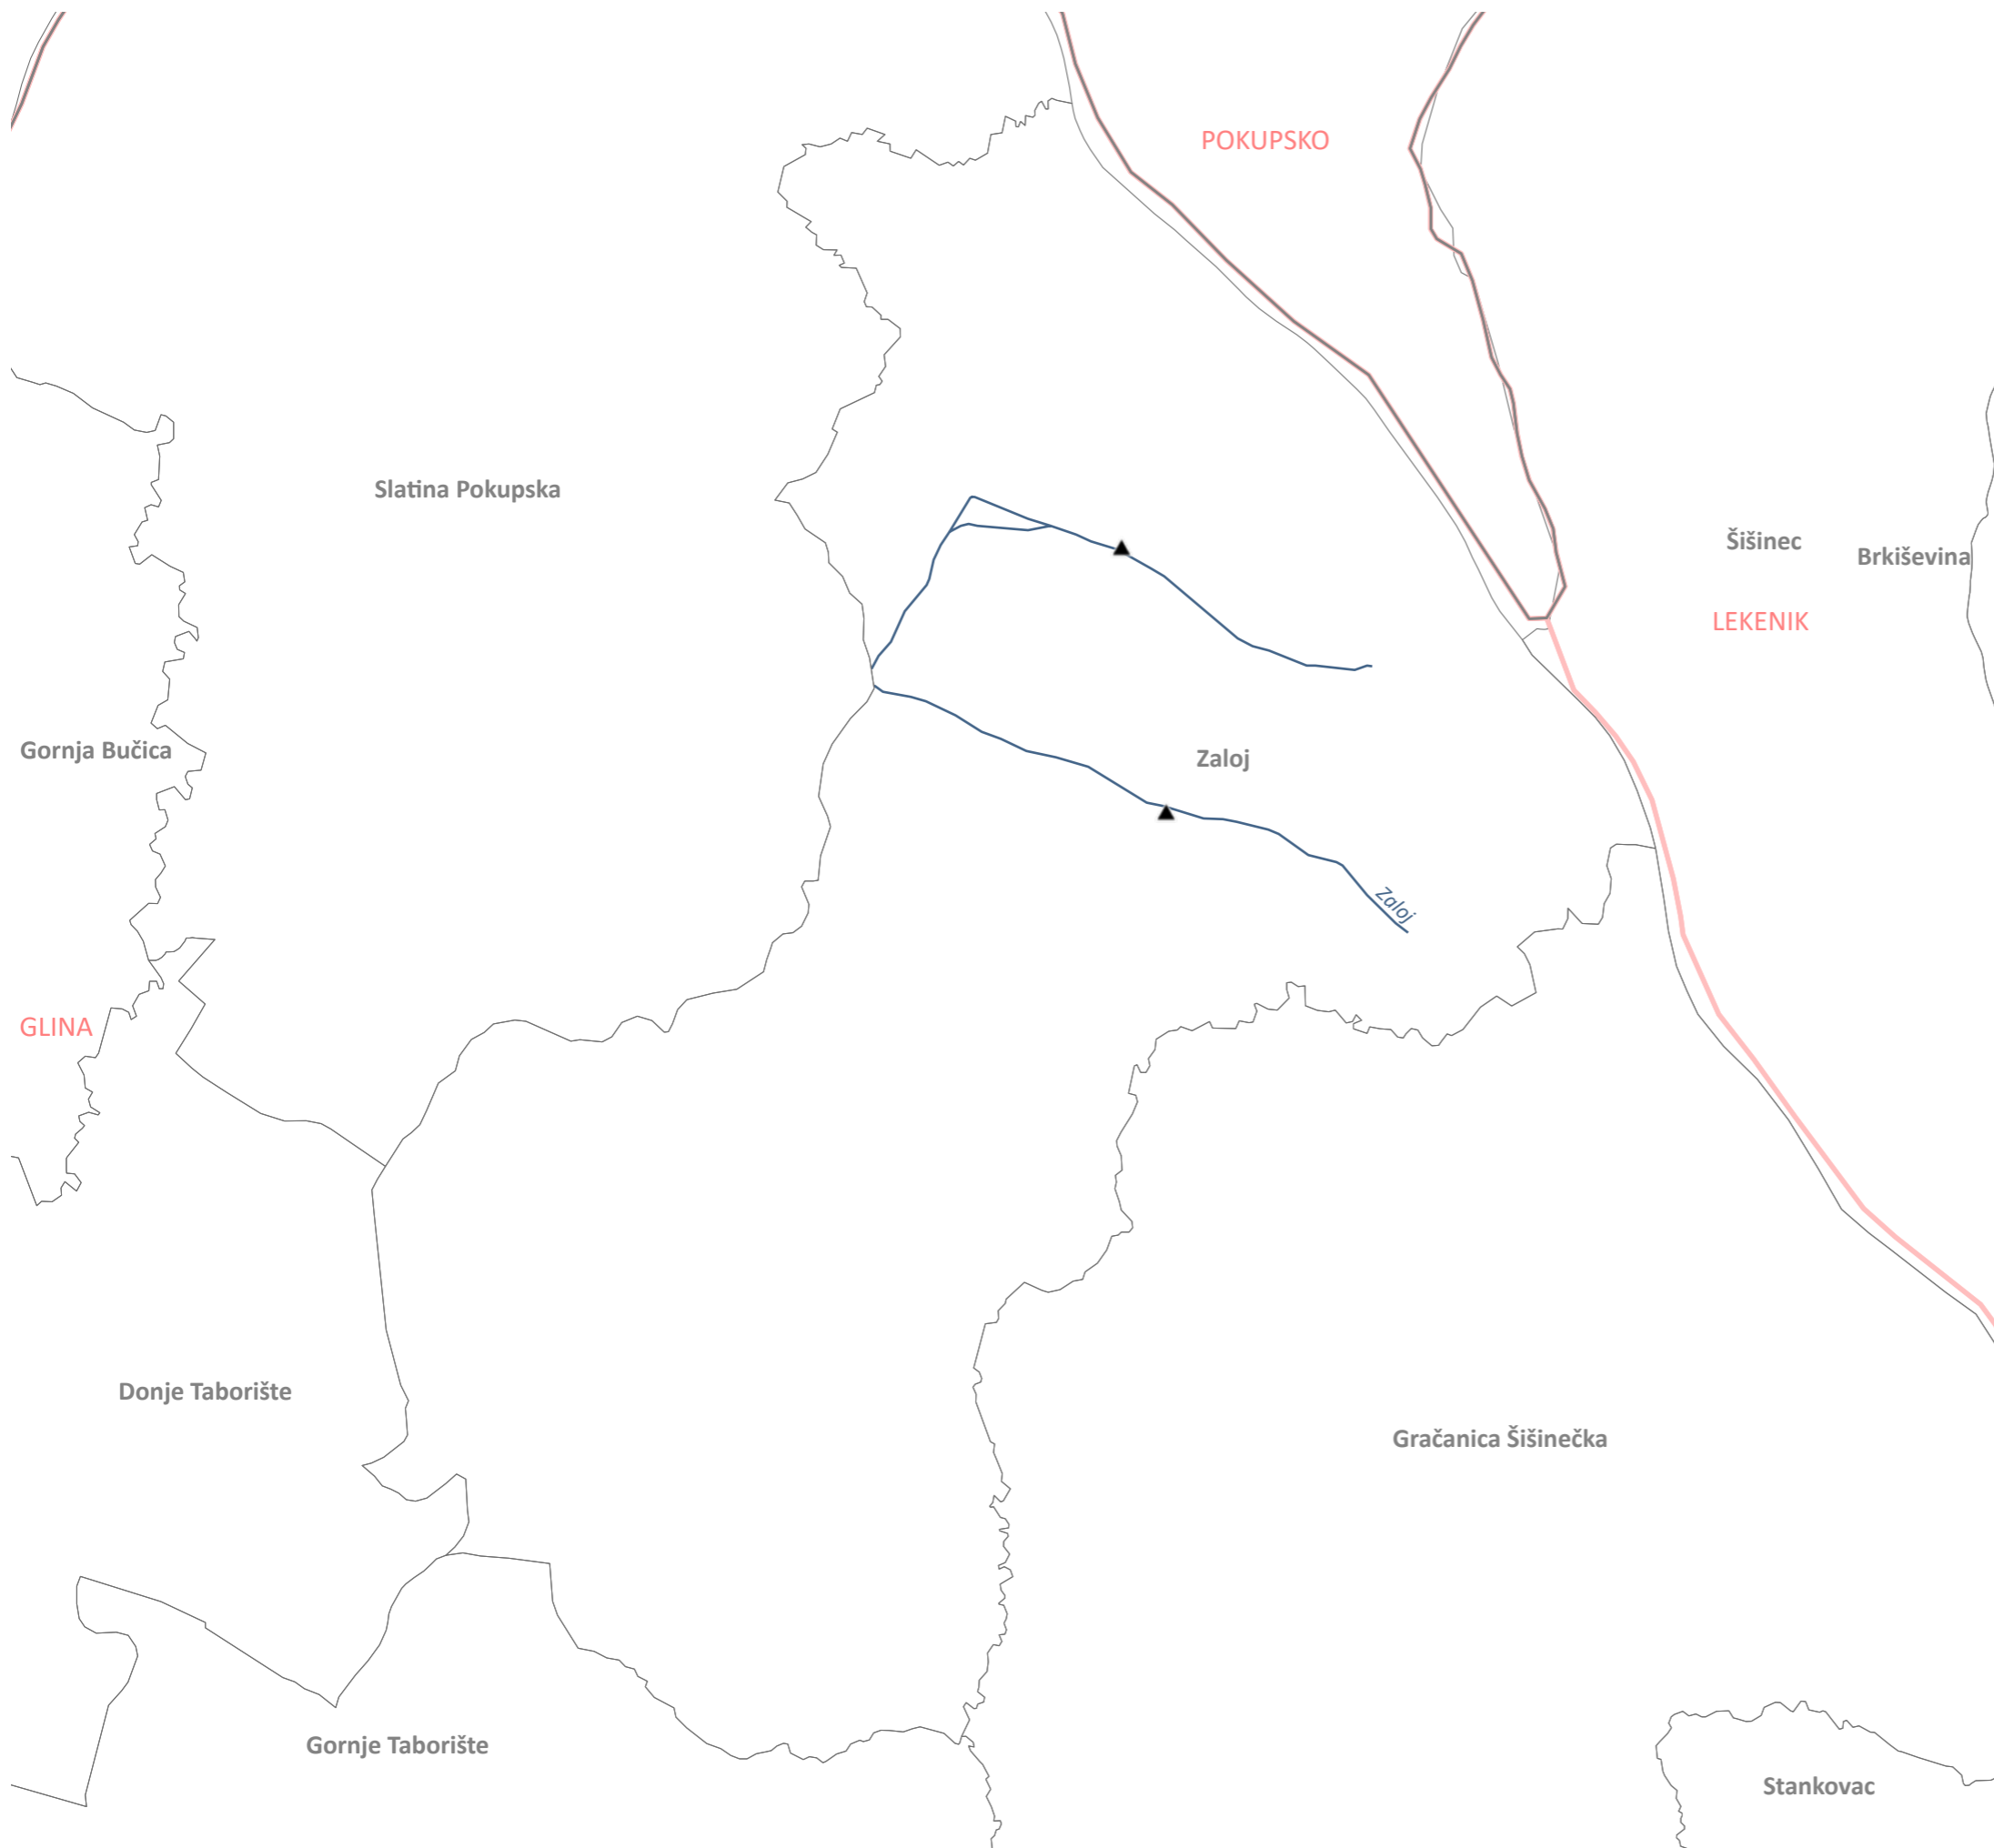 POKUPSKO
Slatina Pokupska
Šišinec
Brkiševina
LEKENIK
Gornja Bučica
Zaloj
Zaloj
GLINA
Donje Taborište
Gračanica Šišinečka
Gornje Taborište
Stankovac